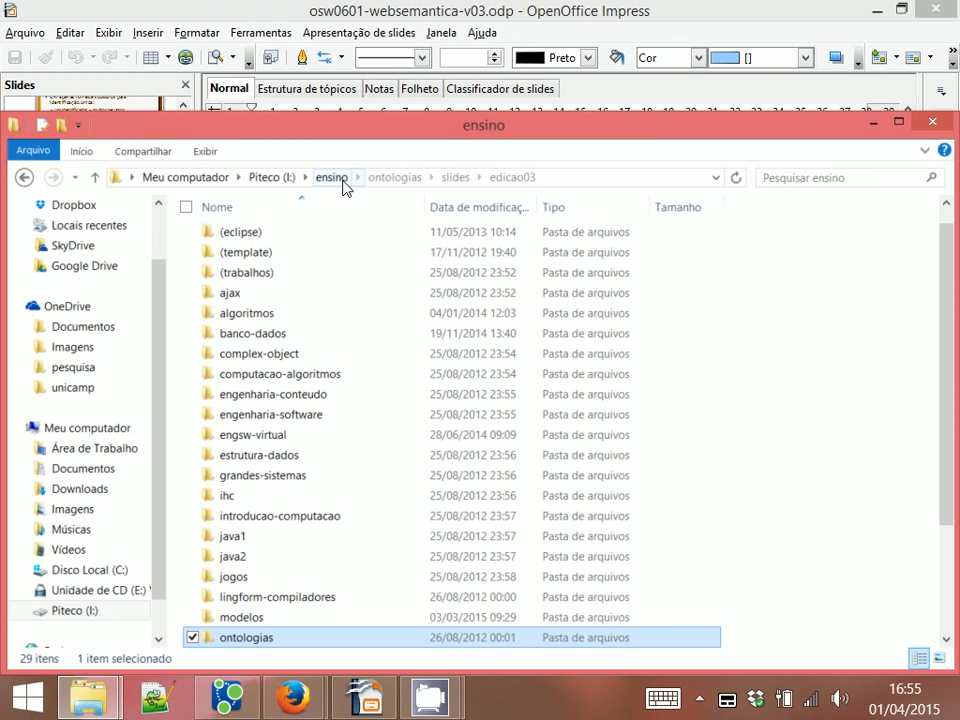 osw0601-websemantica-v03.odp - OpenOffice Impress
Arquivo Editar Exibir Inserir Formatar Ferramentas Apresentação de slides Janela Ajuda
Preto Cor []
Slides
Normal Estrutura de tópicos Notas Folheto Classificador de slides
ensino
Arquivo Início Compartilhar Exibir
Meu computador Piteco (I:) ensino ontologias slides edicao03 Pesquisar ensino
Nome Data de modificaç... Tipo Tamanho
Dropbox
Locais recentes
SkyDrive
Google Drive
OneDrive
Documentos
Imagens
pesquisa
unicamp
Meu computador
Área de Trabalho
Documentos
Downloads
Imagens
Músicas
Vídeos
Disco Local (C:)
Unidade de CD (E:)
Piteco (I:)
(eclipse) 11/05/2013 10:14 Pasta de arquivos
(template) 17/11/2012 19:40 Pasta de arquivos
(trabalhos) 25/08/2012 23:52 Pasta de arquivos
ajax 25/08/2012 23:52 Pasta de arquivos
algoritmos 04/01/2014 12:03 Pasta de arquivos
banco-dados 19/11/2014 13:40 Pasta de arquivos
complex-object 25/08/2012 23:54 Pasta de arquivos
computacao-algoritmos 25/08/2012 23:54 Pasta de arquivos
engenharia-conteudo 25/08/2012 23:55 Pasta de arquivos
engenharia-software 25/08/2012 23:55 Pasta de arquivos
engsw-virtual 28/06/2014 09:09 Pasta de arquivos
estrutura-dados 25/08/2012 23:56 Pasta de arquivos
grandes-sistemas 25/08/2012 23:56 Pasta de arquivos
ihc 25/08/2012 23:56 Pasta de arquivos
introducao-computacao 25/08/2012 23:57 Pasta de arquivos
java1 25/08/2012 23:57 Pasta de arquivos
java2 25/08/2012 23:57 Pasta de arquivos
jogos 25/08/2012 23:58 Pasta de arquivos
lingform-compiladores 26/08/2012 00:00 Pasta de arquivos
modelos 03/03/2015 09:29 Pasta de arquivos
ontologias 26/08/2012 00:01 Pasta de arquivos
29 itens 1 item selecionado
16:55
01/04/2015